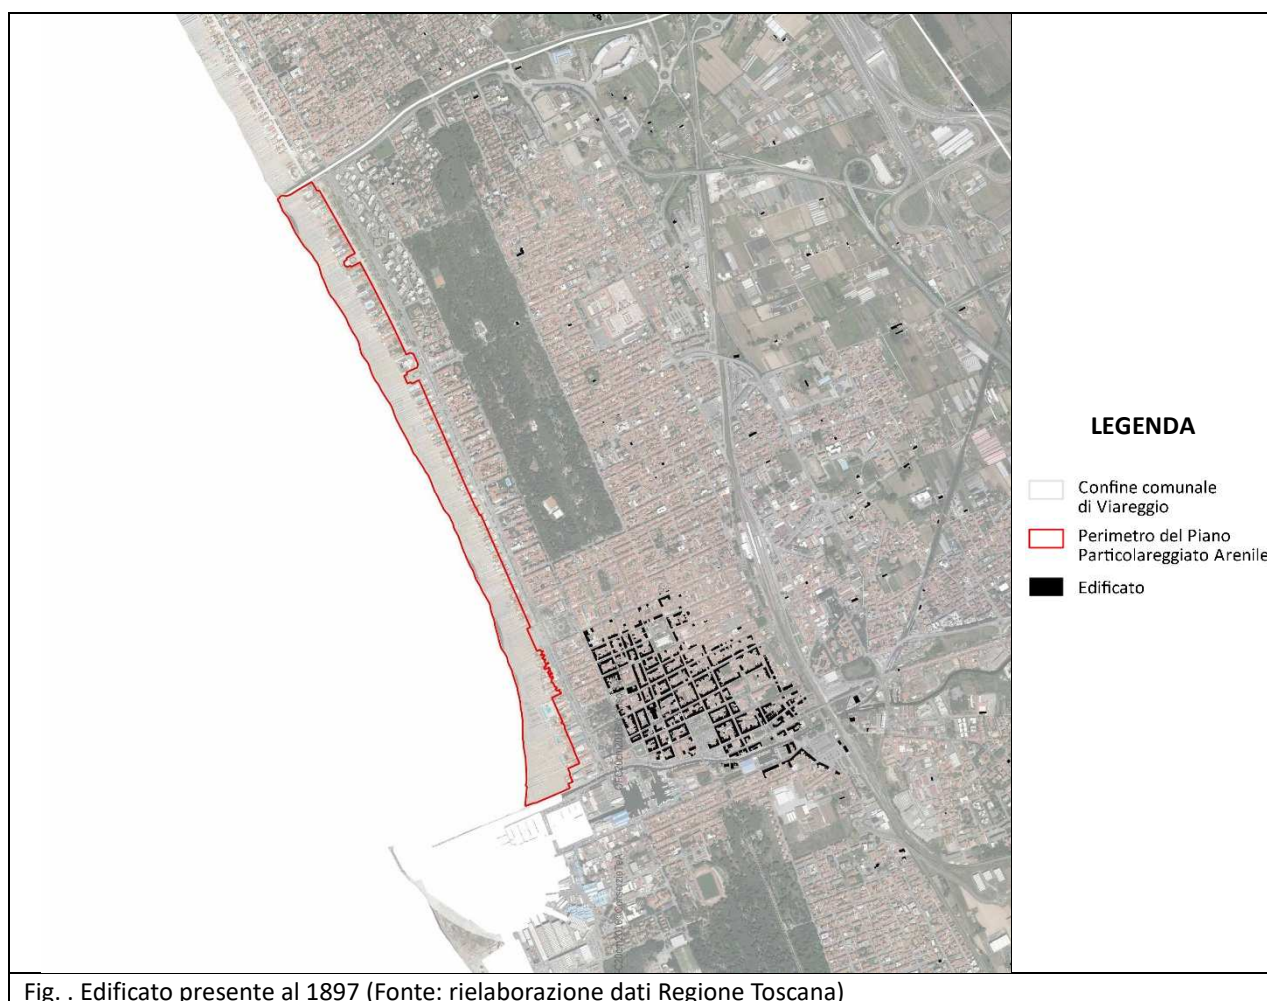 LEGENDA
Confine comunale
di Viareggio
Perimetro del Piano
Particolareggiato Arenile
Edificato
Fig. . Edificato presente al 1897 (Fonte: rielaborazione dati Regione Toscana)